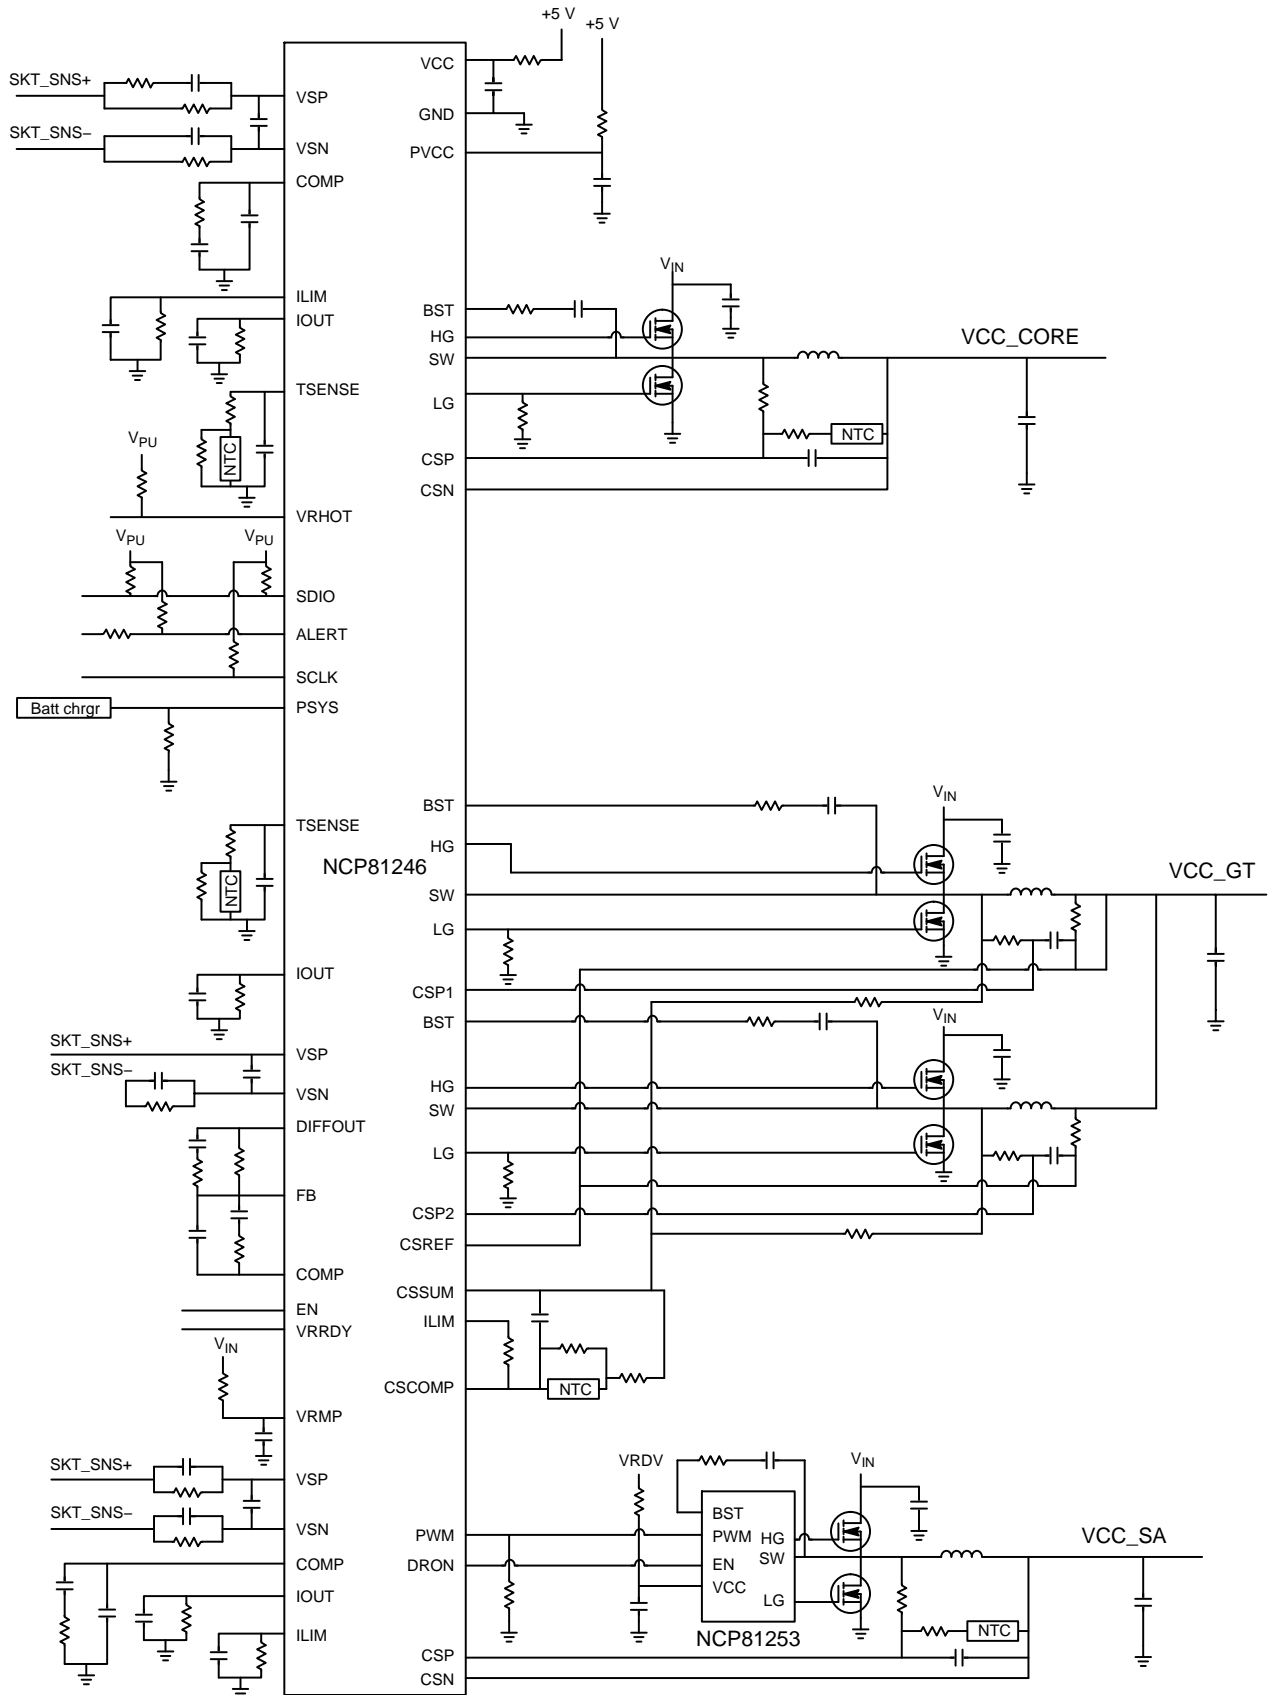 +5 V
+5 V
SKT_SNS+
VSP
VCC
GND
SKT_SNS−
VSN
PVCC
COMP
ILIM
IOUT
TSENSE
NTC
VPU
VRHOT
VPU
VPU
SDIO
ALERT
SCLK
Batt chrgr
PSYS
VIN
BST
HG
SW
LG
VCC_CORE
NTC
CSP
CSN
TSENSE
NTC
NCP81246
IOUT
SKT_SNS+
VSP
SKT_SNS−
VSN
DIFFOUT
FB
COMP
EN
VRRDY
VIN
VRMP
BST
HG
SW
LG
VIN
VCC_GT
CSP1
BST
VIN
HG
SW
LG
CSP2
CSREF
CSSUM
ILIM
CSCOMP
NTC
SKT_SNS+
VSP
SKT_SNS−
VSN
COMP
IOUT
ILIM
PWM
DRON
VRDV
BST
PWM
EN
VCC
HG
SW
LG
NCP81253
VIN
VCC_SA
NTC
CSP
CSN